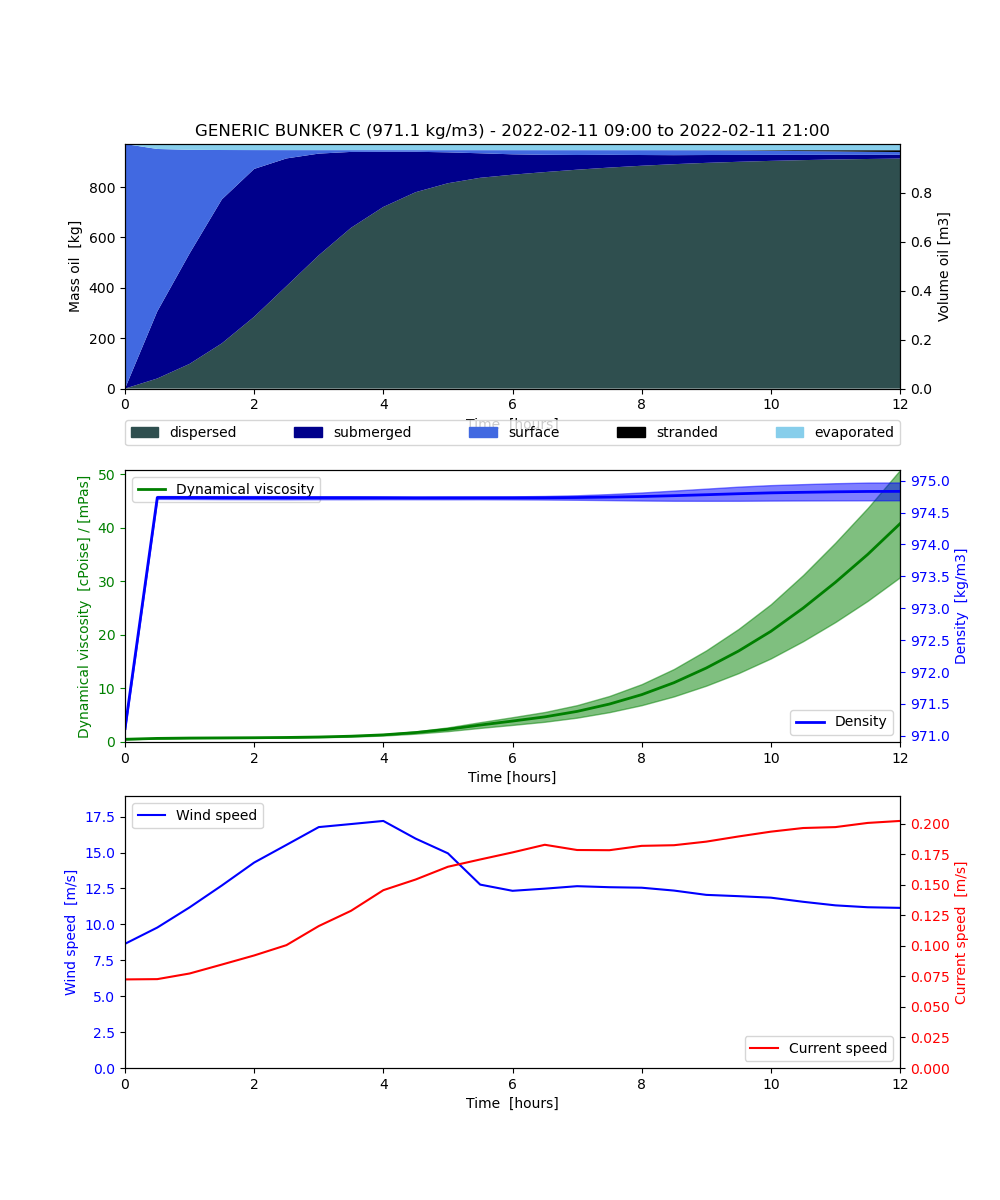 GENERIC BUNKER C (971.1 kg/m3) - 2022-02-11 09:00 to 2022-02-11 21:00
Mass oil [kg]
800
600
400
200
0
Volume oil [m3]
0.8
0.6
0.4
0.2
0.0
0 2 4 6 8 10 12
Time [hours]
dispersed submerged surface stranded evaporated
Dynamical viscosity [cPoise] / [mPas]
50
40
30
20
10
0
Dynamical viscosity
Density [kg/m3]
975.0
974.5
974.0
973.5
973.0
972.5
972.0
971.5
971.0
Density
0 2 4 6 8 10 12
Time [hours]
Wind speed [m/s]
17.5
15.0
12.5
10.0
7.5
5.0
2.5
0.0
Wind speed
Current speed [m/s]
0.200
0.175
0.150
0.125
0.100
0.075
0.050
0.025
0.000
Current speed
0 2 4 6 8 10 12
Time [hours]